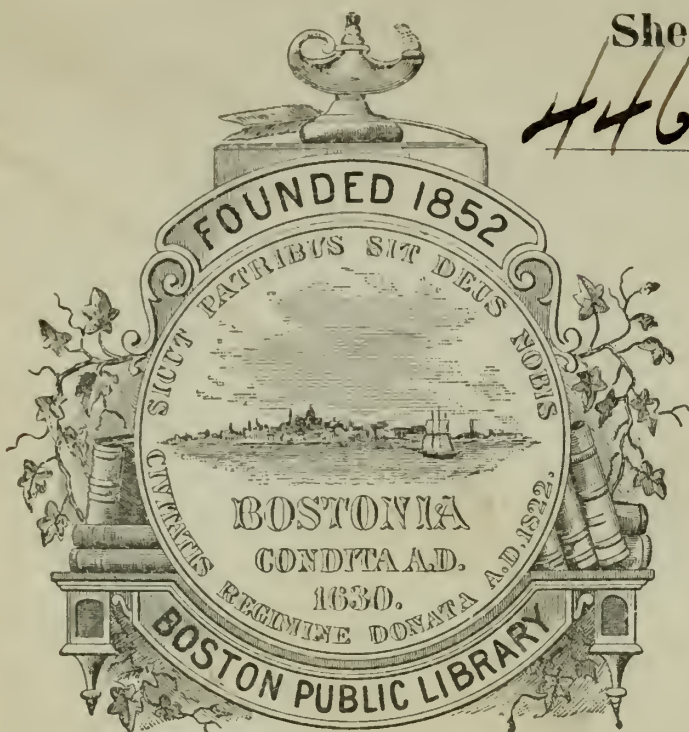 She
446
FOUNDED 1852
SICUT PATRIBUS SIT DEUS NOBIS
BOSTONIA
CONDITA A.D.
1630.
CIVITATIS REGIMINE DONATA A.D. 1822.
BOSTON PUBLIC LIBRARY